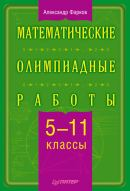 Александр Фарков
МАТЕМАТИЧЕСКИЕ
ОЛИМПИАДНЫЕ
РАБОТЫ
5–11
КЛАССЫ
ПИТЕР